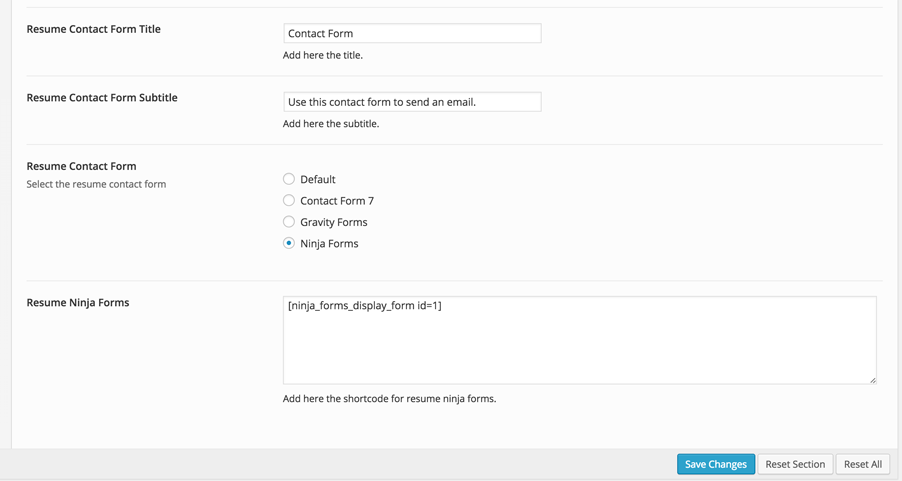 Resume Contact Form Title
Contact Form
Add here the title.
Resume Contact Form Subtitle
Use this contact form to send an email.
Add here the subtitle.
Resume Contact Form
Select the resume contact form
Default
Contact Form 7
Gravity Forms
Ninja Forms
Resume Ninja Forms
[ninja_forms_display_form id=1]
Add here the shortcode for resume ninja forms.
Save Changes Reset Section Reset All